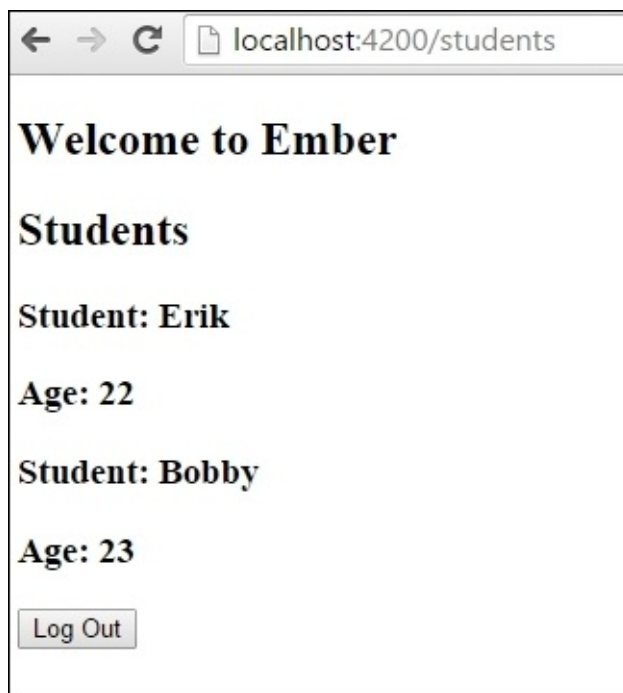 localhost:4200/students
Welcome to Ember
Students
Student: Erik
Age: 22
Student: Bobby
Age: 23
Log Out